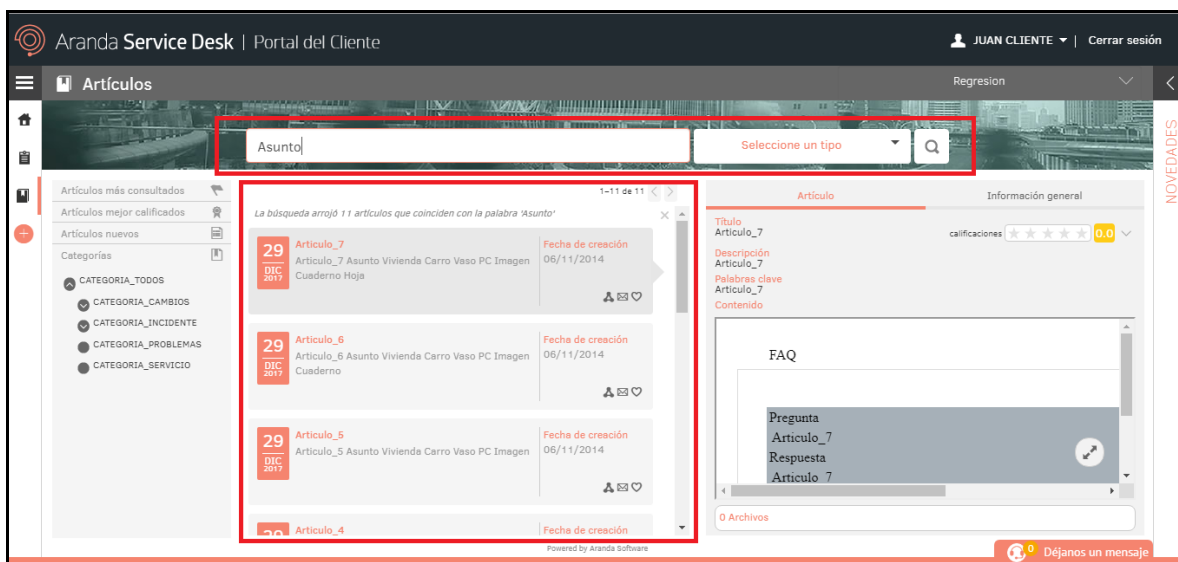 Aranda Service Desk | Portal del Cliente
JUAN CLIENTE | Cerrar sesión
Artículos
Regresion
NOVEDADES
Asunto
Seleccione un tipo
Artículos más consultados
Artículos mejor calificados
Artículos nuevos
Categorías
CATEGORIA_TODOS
CATEGORIA_CAMBIOS
CATEGORIA_INCIDENTE
CATEGORIA_PROBLEMAS
CATEGORIA_SERVICIO
1-11 de 11
La búsqueda arrojó 11 artículos que coinciden con la palabra 'Asunto'
29
DIC
2017
Articulo_7
Articulo_7 Asunto Vivienda Carro Vaso PC Imagen
Cuaderno Hoja
Fecha de creación
06/11/2014
29
DIC
2017
Articulo_6
Articulo_6 Asunto Vivienda Carro Vaso PC Imagen
Cuaderno
Fecha de creación
06/11/2014
29
DIC
2017
Articulo_5
Articulo_5 Asunto Vivienda Carro Vaso PC Imagen
Fecha de creación
06/11/2014
29
Articulo_4
Fecha de creación
Artículo
Información general
Título
Articulo_7
calificaciones
0.0
Descripción
Articulo_7
Palabras clave
Articulo_7
Contenido
FAQ
Pregunta
Articulo_7
Respuesta
Articulo_7
0 Archivos
Powered by Aranda Software
0 Déjanos un mensaje